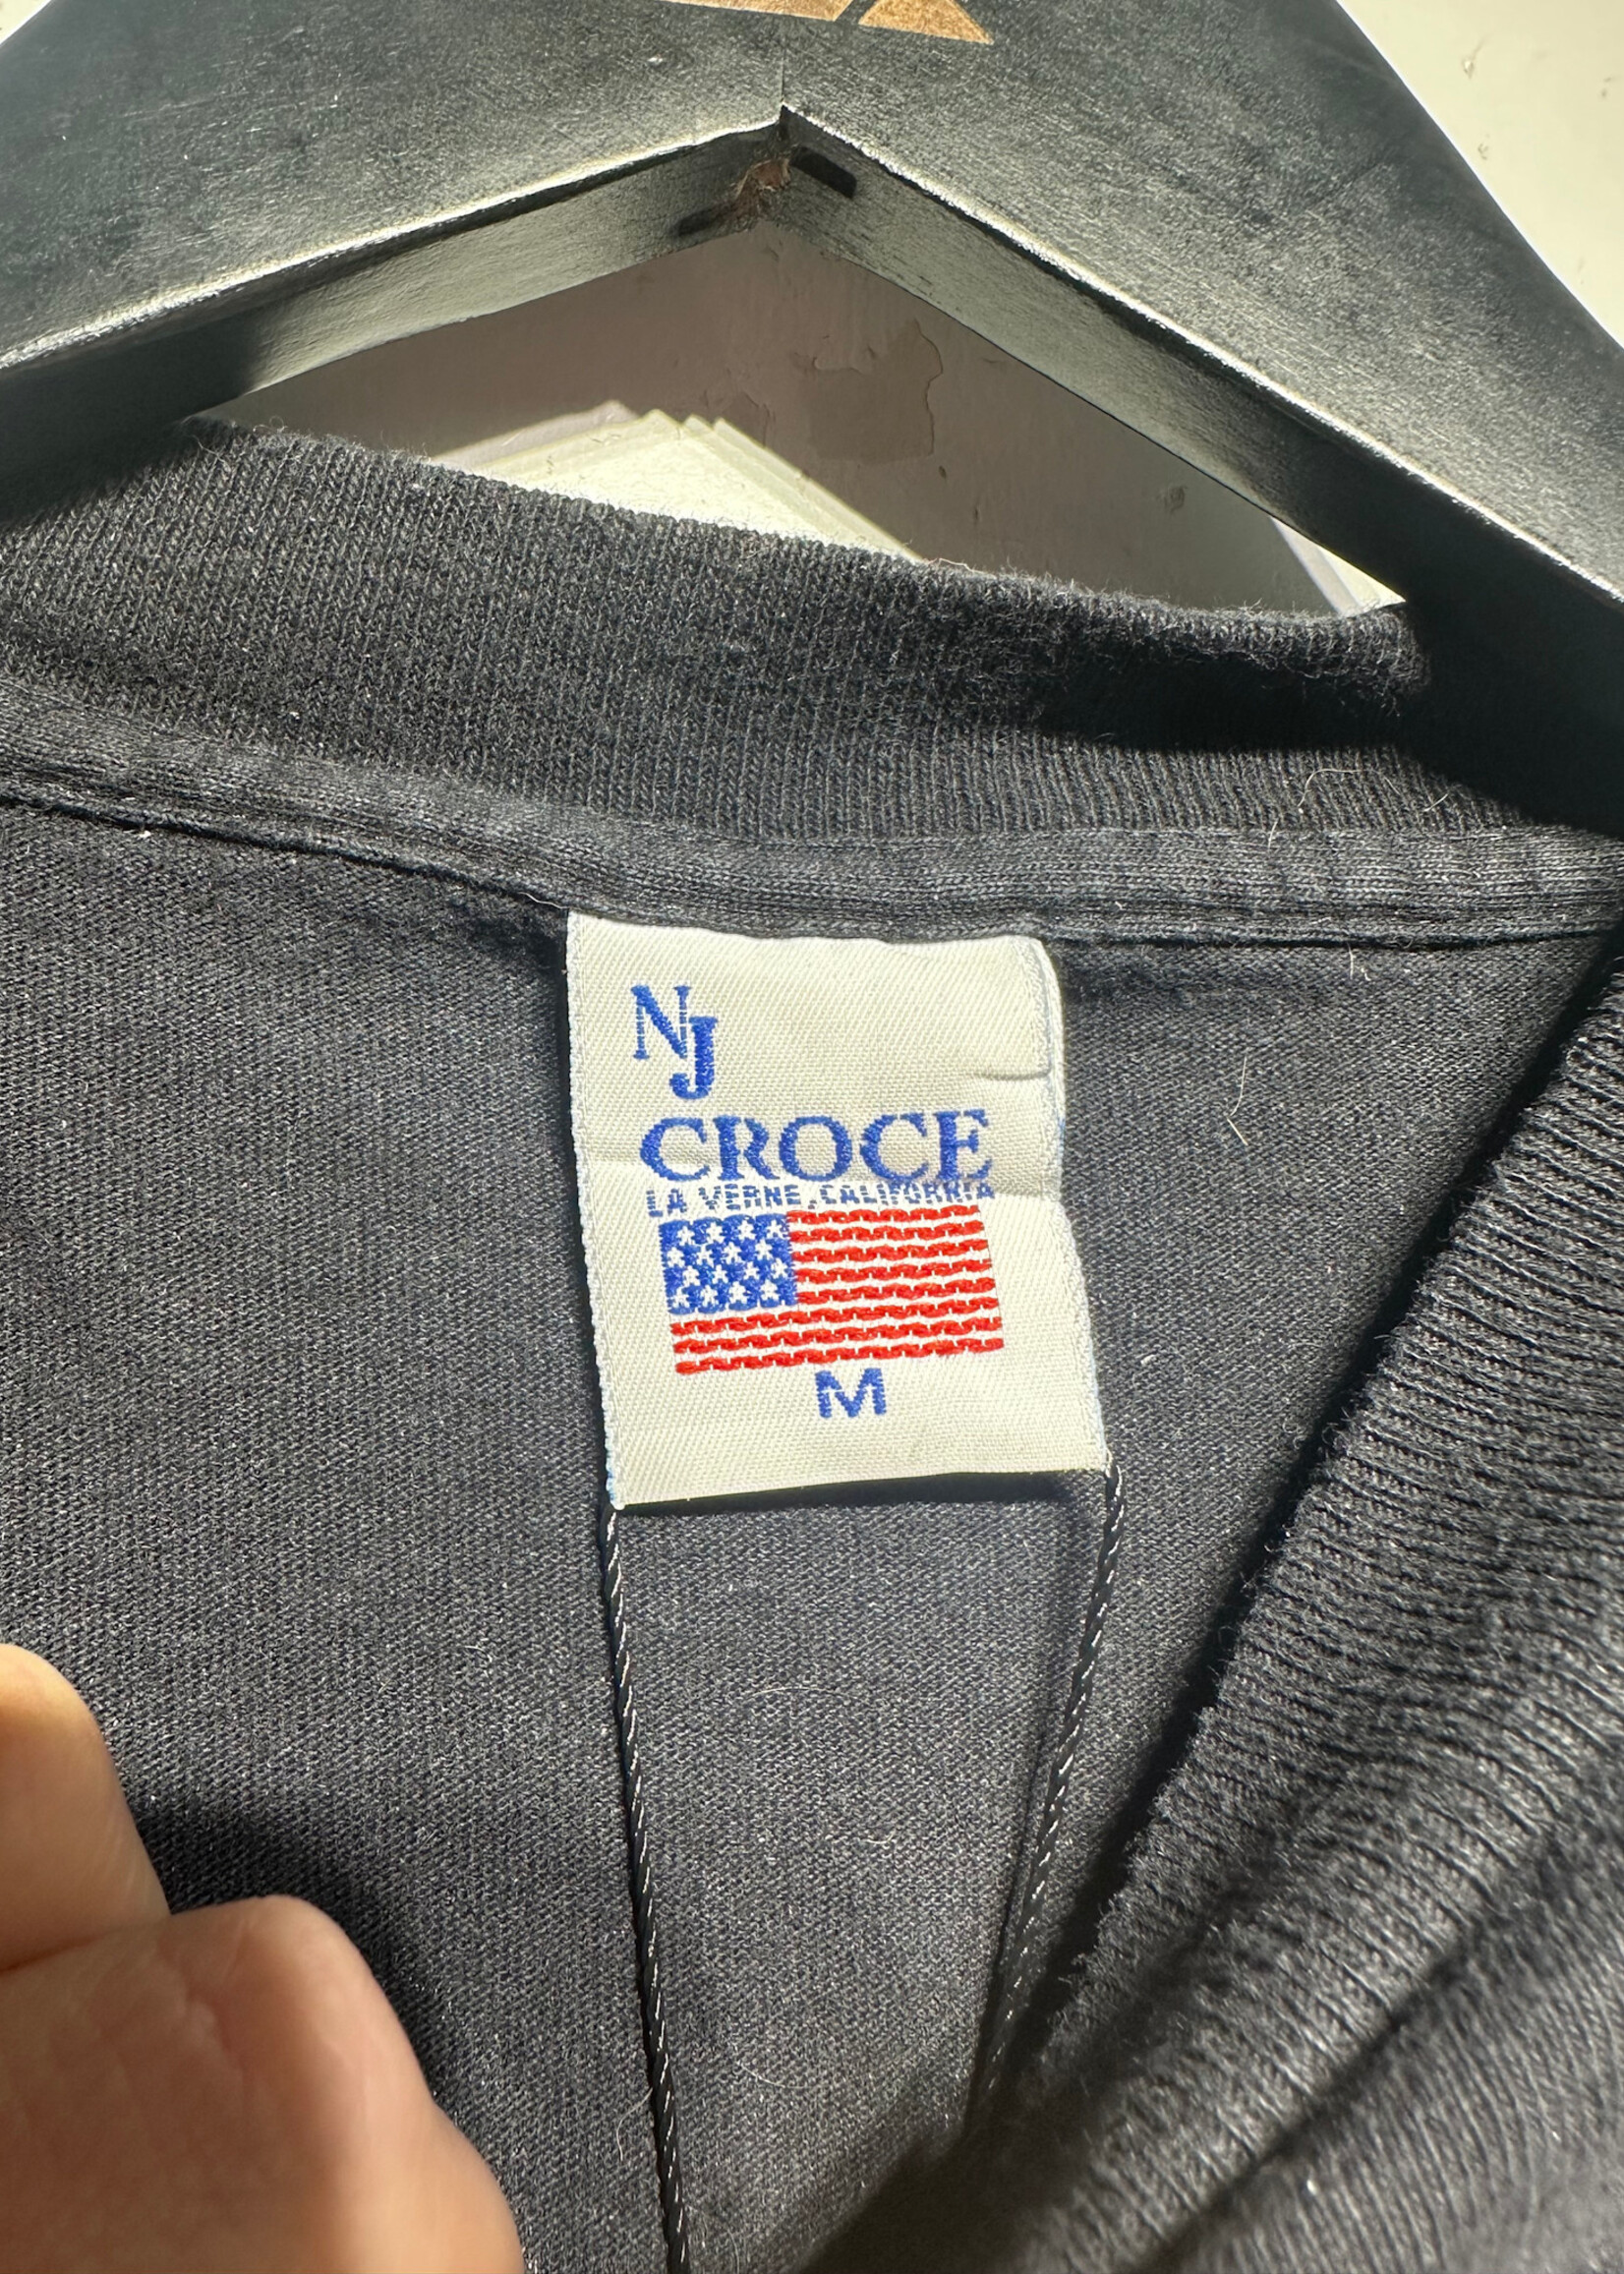 NJ
CROCE
LA VERNE, CALIFORNIA
M